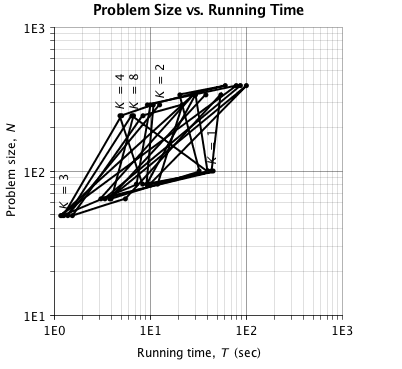 Problem Size vs. Running Time
1E3
1E2
1E1
Problem size, N
K = 3
K = 4
K = 8
K = 2
K = 1
1E0
1E1
1E2
1E3
Running time, T (sec)